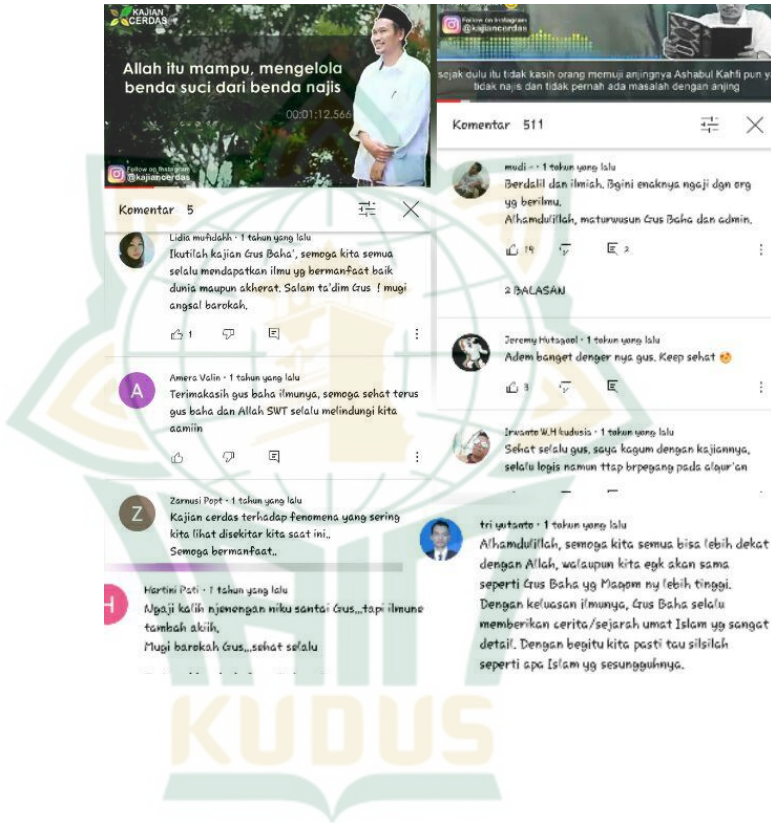 KAJIAN
CERDAS
Allah itu mampu, mengelola
benda suci dari benda najis
00:01:12.566
Follow on Instagram
@kajiancerdas
Komentar 5
Lidia mufidahh · 1 tahun yang lalu
Ikutilah kajian Gus Baha', semoga kita semua
selalu mendapatkan ilmu yg bermanfaat baik
dunia maupun akherat. Salam ta'dim Gus ! mugi
angsal barokah.
1
A
Amera Valin · 1 tahun yang lalu
Terimakasih gus baha ilmunya, semoga sehat terus
gus baha dan Allah SWT selalu melindungi kita
aamiin
Z
Zarnusi Popt · 1 tahun yang lalu
Kajian cerdas terhadap fenomena yang sering
kita lihat disekitar kita saat ini..
Semoga bermanfaat..
H
Hartini Pati · 1 tahun yang lalu
Ngaji kalih njenengan niku santai Gus,,,tapi ilmune
tambah akiih,
Mugi barokah Gus,,,sehat selalu
Follow on Instagram
@kajiancerdas
sejak dulu itu tidak kasih orang memuji anjingnya Ashabul Kahfi pun
tidak najis dan tidak pernah ada masalah dengan anjing
Komentar 511
mudi - · 1 tahun yang lalu
Berdalil dan ilmiah. Bgini enaknya ngaji dgn org
yg berilmu.
Alhamdulillah, maturwusun Gus Baha dan admin.
19 2
2 BALASAN
Jeremy Hutagaol · 1 tahun yang lalu
Adem banget denger nya gus. Keep sehat
3
Irwanto W.H kudusia · 1 tahun yang lalu
Sehat selalu gus, saya kagum dengan kajiannya,
selalu logis namun ttap brpegang pada alqur'an
tri yutanto · 1 tahun yang lalu
Alhamdulillah, semoga kita semua bisa lebih dekat
dengan Allah, walaupun kita egk akan sama
seperti Gus Baha yg Maqom ny lebih tinggi.
Dengan keluasan ilmunya, Gus Baha selalu
memberikan cerita/sejarah umat Islam yg sangat
detail. Dengan begitu kita pasti tau silsilah
seperti apa Islam yg sesungguhnya.
KUDUS